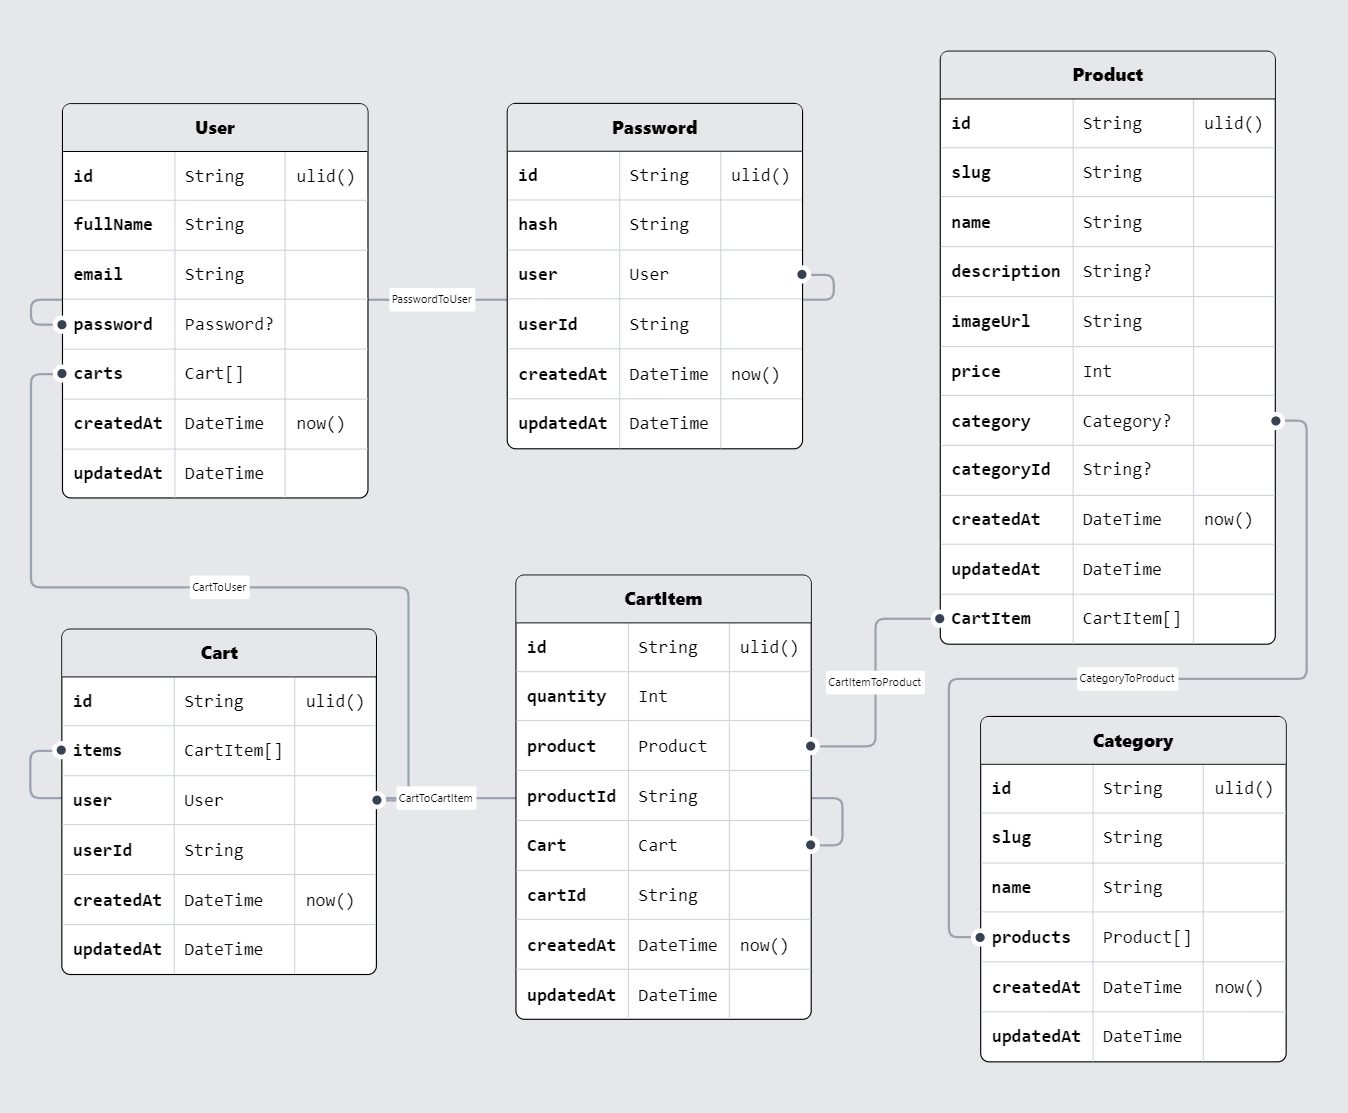 User
id String ulid()
fullName String
email String
password Password?
carts Cart[]
createdAt DateTime now()
updatedAt DateTime
PasswordToUser
Password
id String ulid()
hash String
user User
userId String
createdAt DateTime now()
updatedAt DateTime
Product
id String ulid()
slug String
name String
description String?
imageUrl String
price Int
category Category?
categoryId String?
createdAt DateTime now()
updatedAt DateTime
CartItem CartItem[]
CartToUser
Cart
id String ulid()
items CartItem[]
user User
userId String
createdAt DateTime now()
updatedAt DateTime
CartToCartItem
CartItem
id String ulid()
quantity Int
product Product
productId String
Cart Cart
cartId String
createdAt DateTime now()
updatedAt DateTime
CartItemToProduct
CategoryToProduct
Category
id String ulid()
slug String
name String
products Product[]
createdAt DateTime now()
updatedAt DateTime